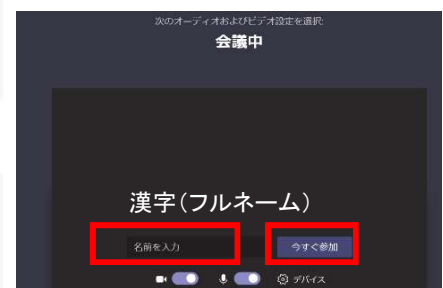 次のオーディオおよびビデオ設定を選択:
会議中
漢字(フルネーム)
名前を入力
今すぐ参加
デバイス